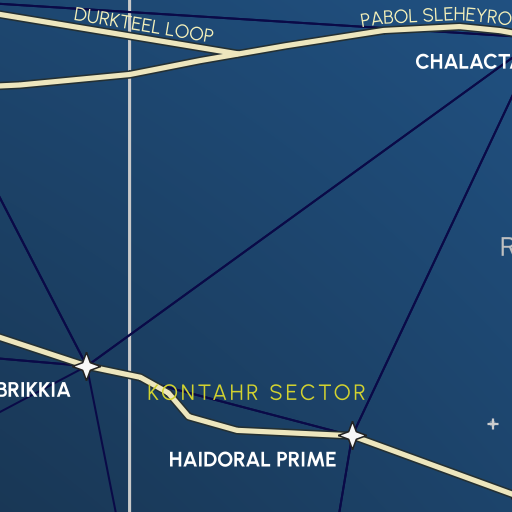 DURKTEEL LOOP
PABOL SLEHEYRO
CHALACTA
R
BRIKKIA
KONTAHR SECTOR
HAIDORAL PRIME